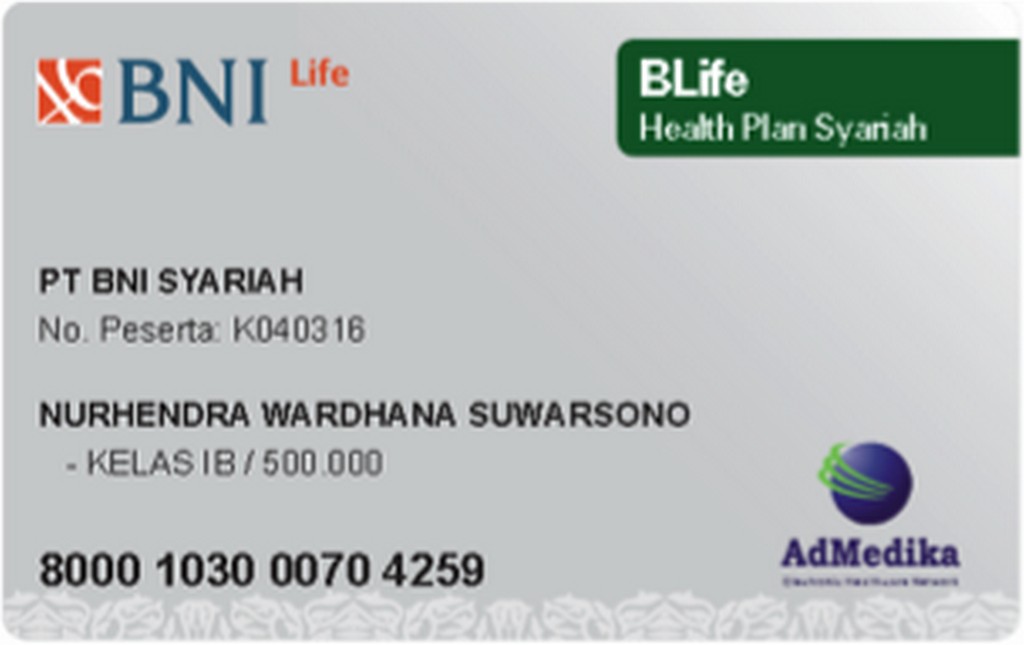 BNI Life
BLife
Health Plan Syariah
PT BNI SYARIAH
No. Peserta: K040316
NURHENDRA WARDHANA SUWARSONO
- KELAS IB / 500.000
AdMedika
8000 1030 0070 4259